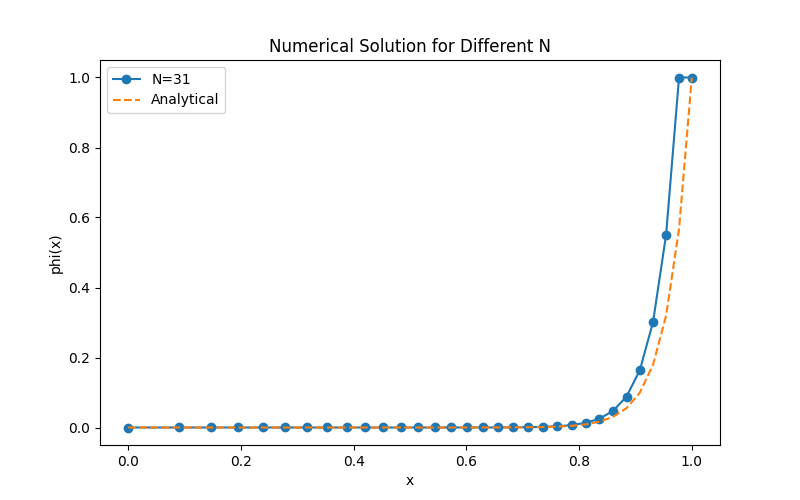 Numerical Solution for Different N
N=31
Analytical
1.0
0.8
0.6
0.4
0.2
0.0
phi(x)
0.0 0.2 0.4 0.6 0.8 1.0
x